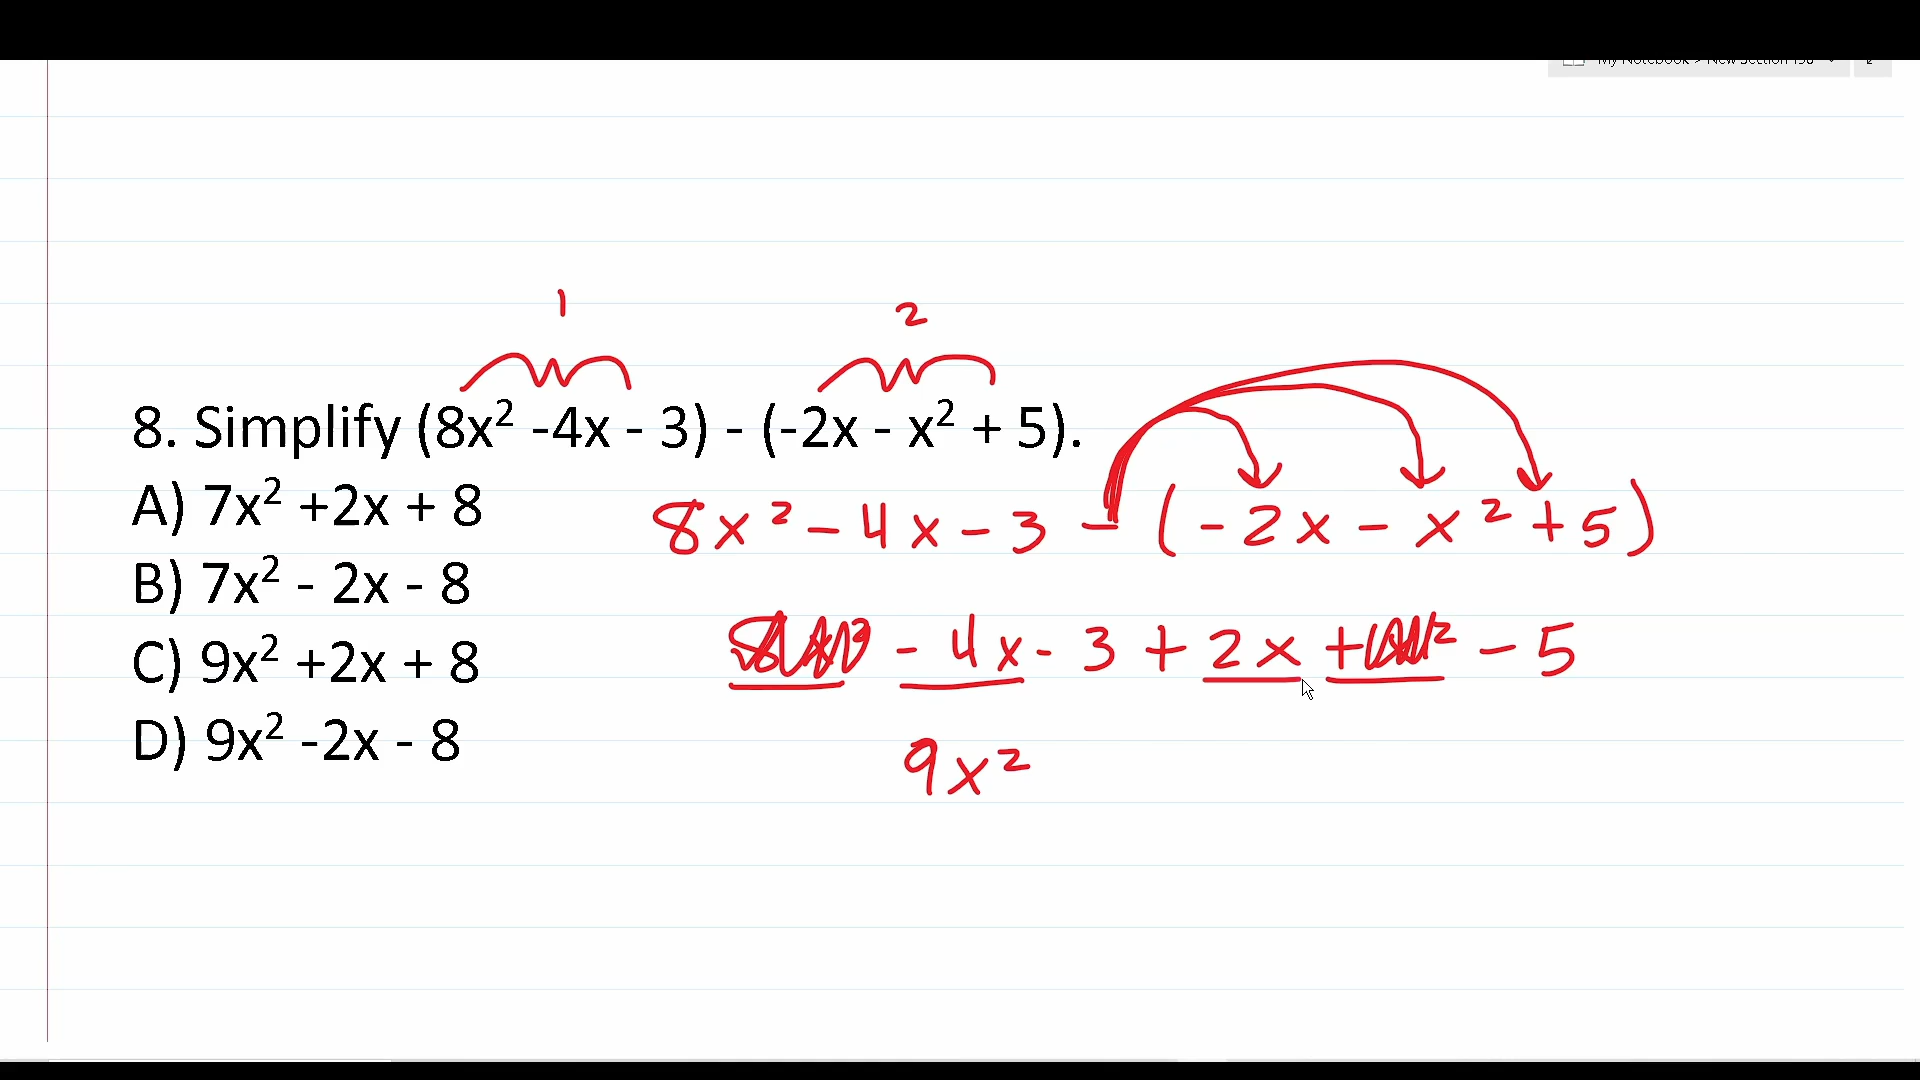 1 2
8. Simplify (8x² -4x - 3) - (-2x - x² + 5).
A) 7x² +2x + 8
8x² - 4x - 3 - (-2x - x² + 5)
B) 7x² - 2x - 8
C) 9x² +2x + 8
- 4x - 3 + 2x + - 5
D) 9x² -2x - 8
9x²